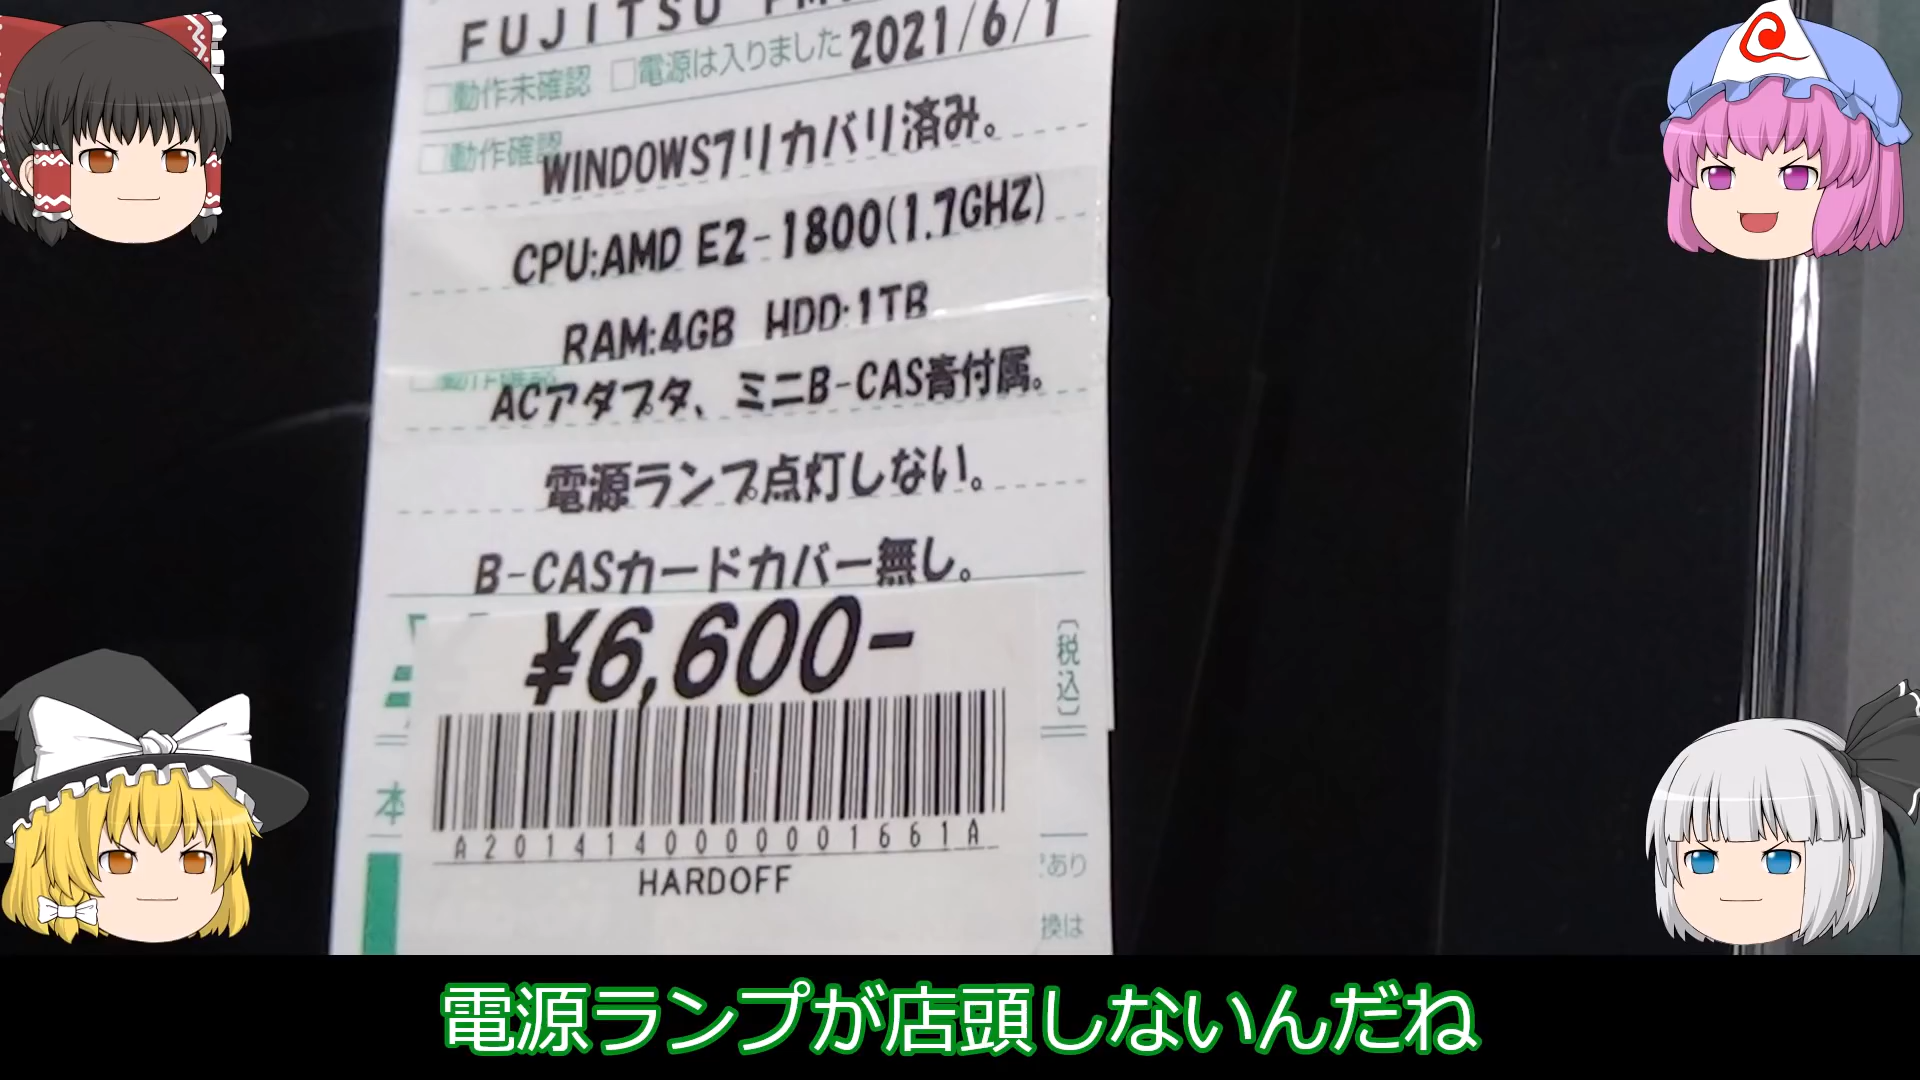 FUJITSU
□動作未確認 □電源は入りました 2021/6/1
□動作確認
WINDOWS7リカバリ済み。
CPU:AMD E2-1800(1.7GHZ)
RAM:4GB HDD:1TB
ACアダプタ、ミニB-CAS青付属。
電源ランプ点灯しない。
B-CASカードカバー無し。
¥6,600-
(税込)
本
A2014140000001661A
HARDOFF
あり
換は
電源ランプが店頭しないんだね